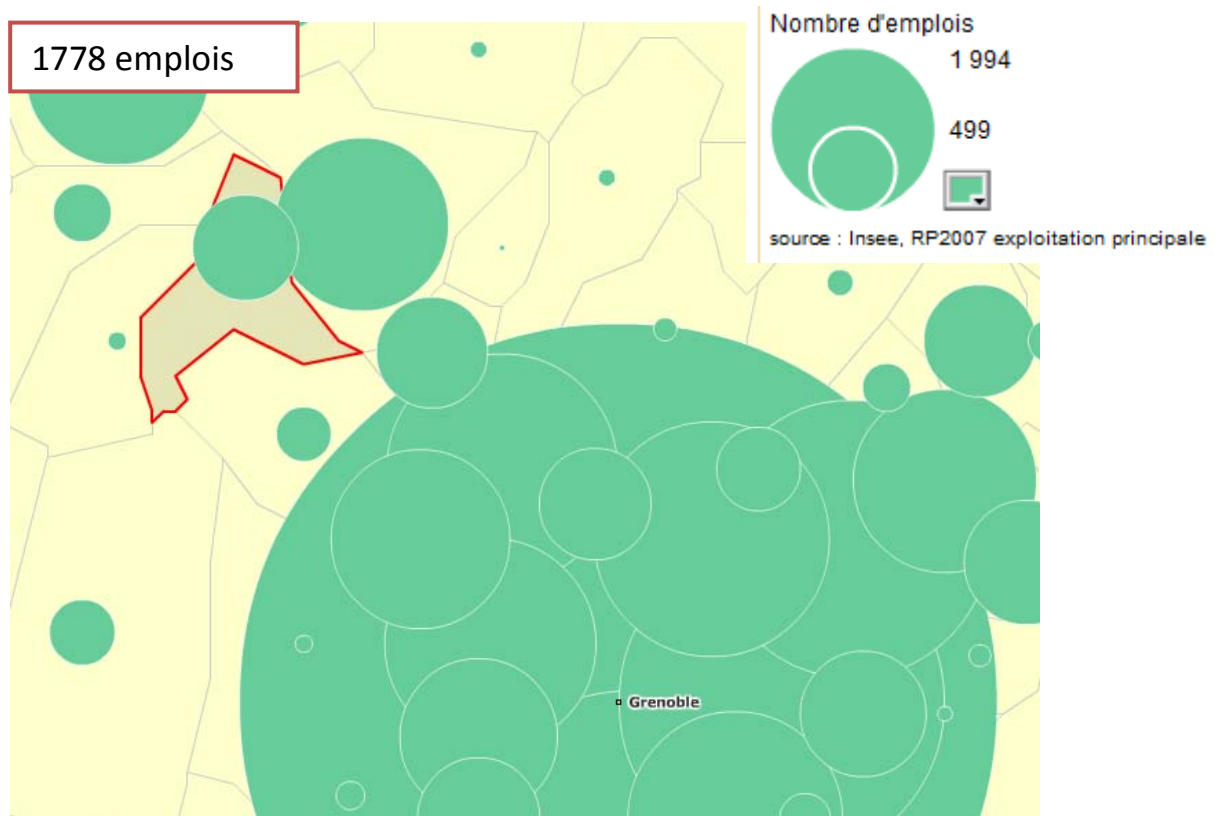 1778 emplois
Nombre d'emplois
1 994
499
source : Insee, RP2007 exploitation principale
Grenoble